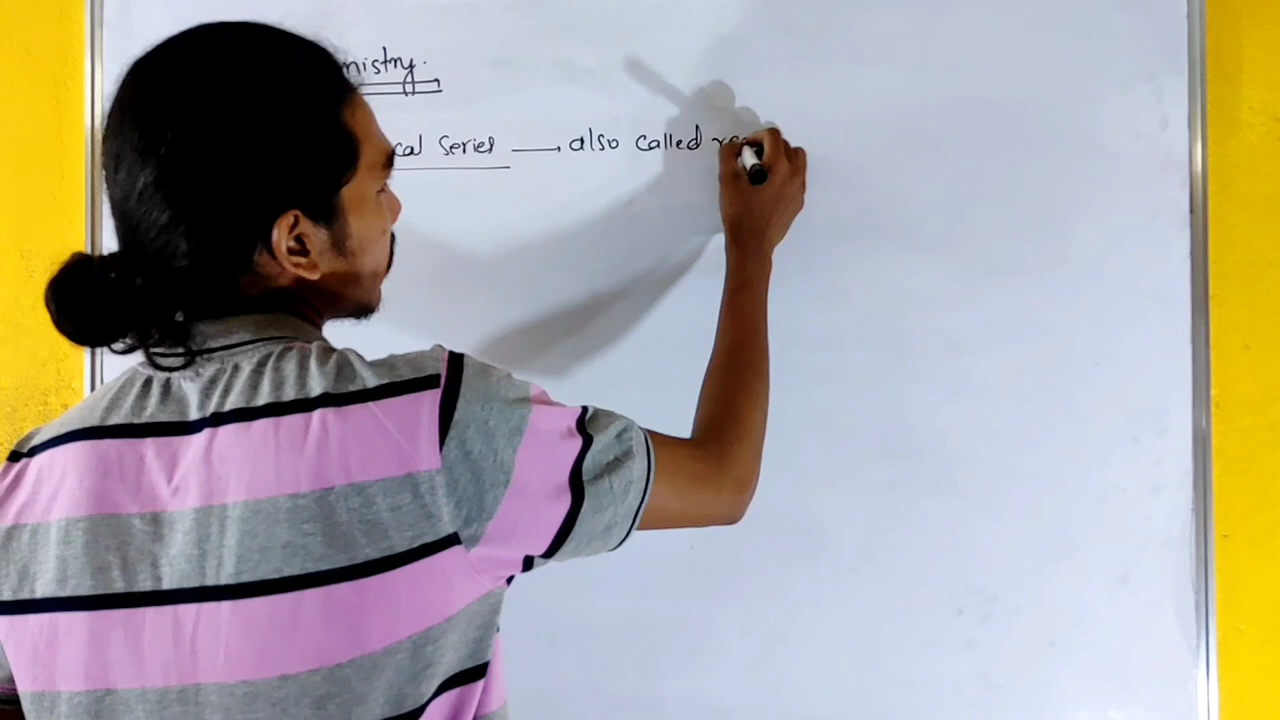 mistry.
cal series → also called